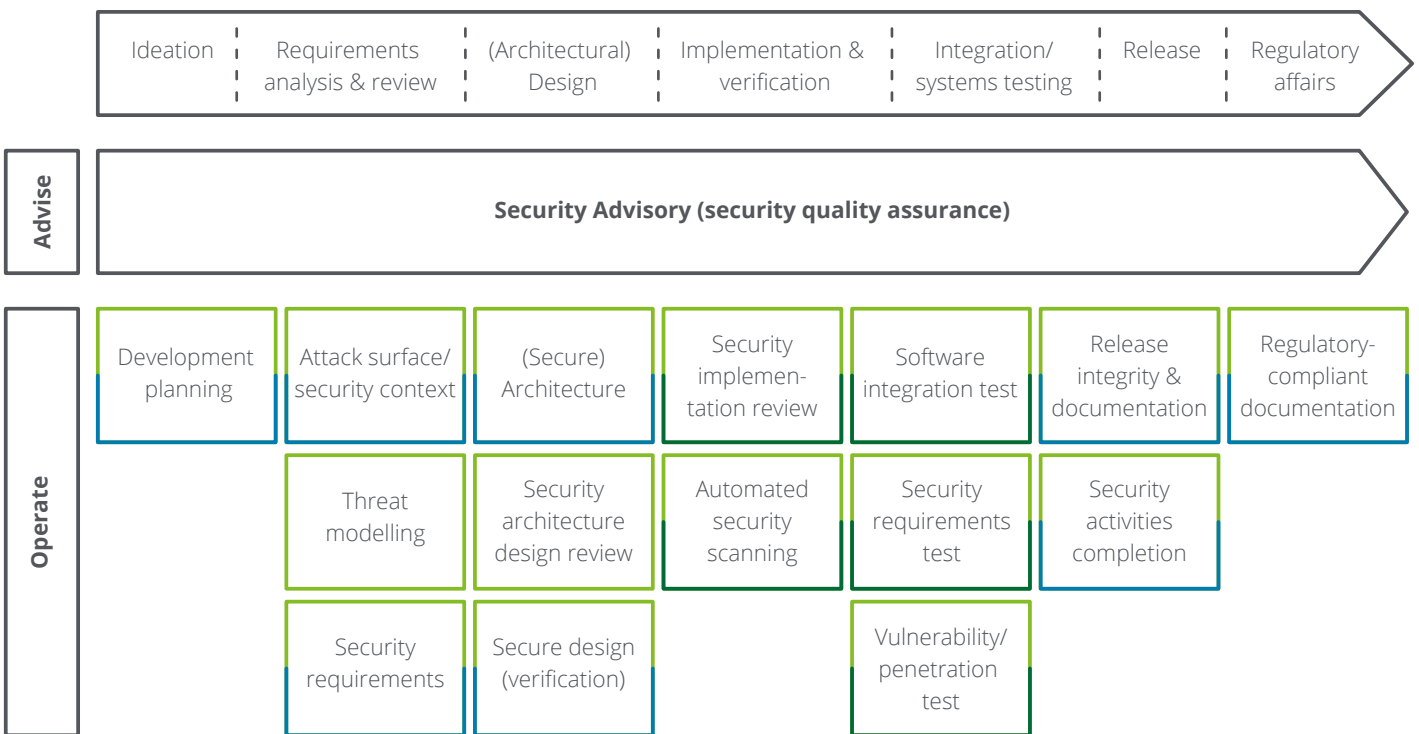 Ideation
Requirements
analysis & review
(Architectural)
Design
Implementation &
verification
Integration/
systems testing
Release
Regulatory
affairs
Advise
Security Advisory (security quality assurance)
Operate
Development
planning
Attack surface/
security context
(Secure)
Architecture
Security
implemen-
tation review
Software
integration test
Release
integrity &
documentation
Regulatory-
compliant
documentation
Threat
modelling
Security
architecture
design review
Automated
security
scanning
Security
requirements
test
Security
activities
completion
Security
requirements
Secure design
(verification)
Vulnerability/
penetration
test